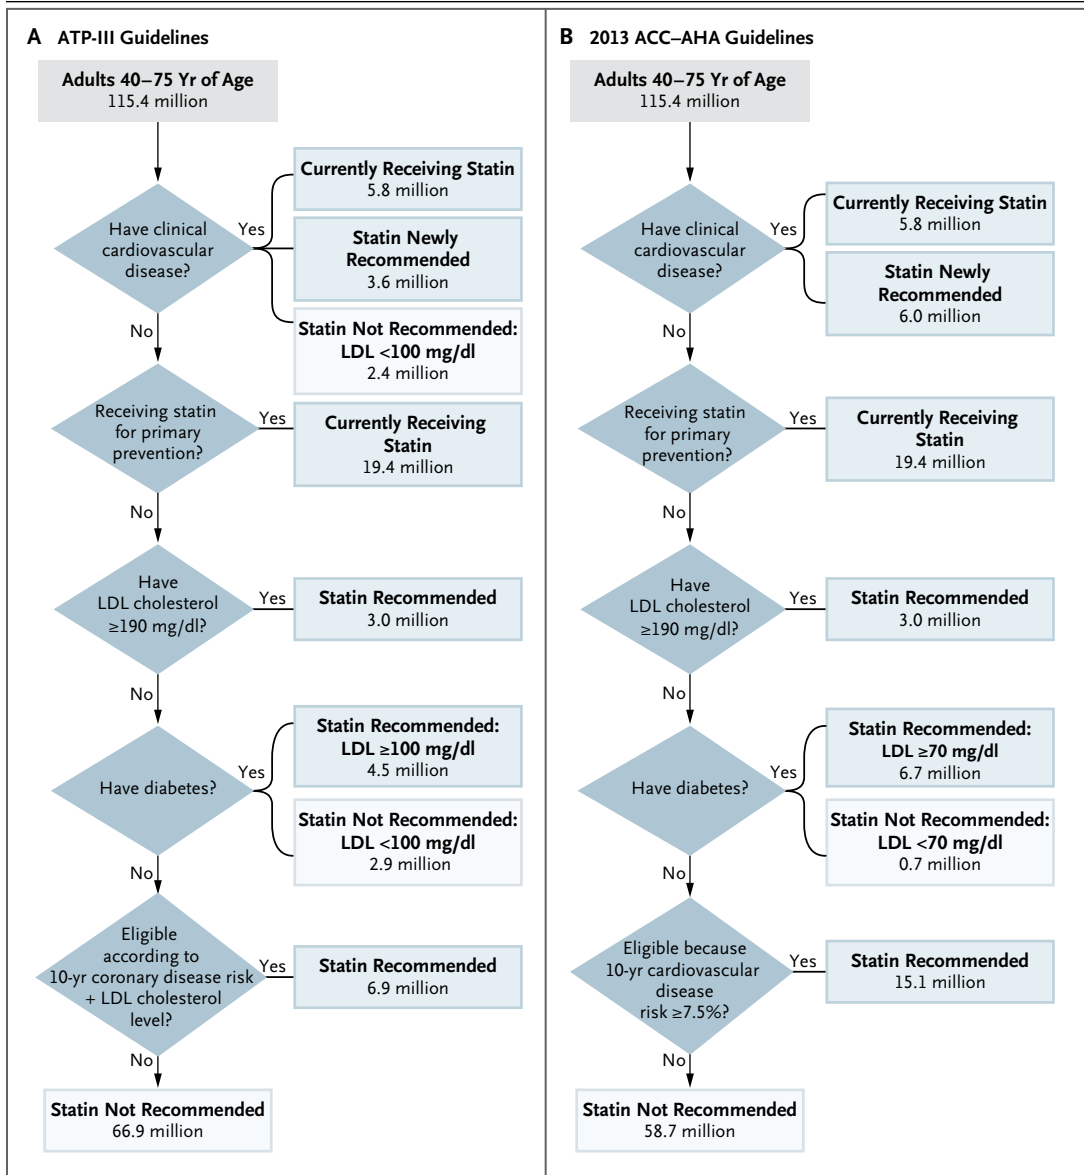 A ATP-III Guidelines
Adults 40–75 Yr of Age
115.4 million
Have clinical
cardiovascular
disease?
Yes
Currently Receiving Statin
5.8 million
Statin Newly
Recommended
3.6 million
Statin Not Recommended:
LDL <100 mg/dl
2.4 million
No
Receiving statin
for primary
prevention?
Yes
Currently Receiving
Statin
19.4 million
No
Have
LDL cholesterol
≥190 mg/dl?
Yes
Statin Recommended
3.0 million
No
Have diabetes?
Yes
Statin Recommended:
LDL ≥100 mg/dl
4.5 million
Statin Not Recommended:
LDL <100 mg/dl
2.9 million
No
Eligible
according to
10-yr coronary disease risk
+ LDL cholesterol
level?
Yes
Statin Recommended
6.9 million
No
Statin Not Recommended
66.9 million
B 2013 ACC–AHA Guidelines
Adults 40–75 Yr of Age
115.4 million
Have clinical
cardiovascular
disease?
Yes
Currently Receiving Statin
5.8 million
Statin Newly
Recommended
6.0 million
No
Receiving statin
for primary
prevention?
Yes
Currently Receiving
Statin
19.4 million
No
Have
LDL cholesterol
≥190 mg/dl?
Yes
Statin Recommended
3.0 million
No
Have diabetes?
Yes
Statin Recommended:
LDL ≥70 mg/dl
6.7 million
Statin Not Recommended:
LDL <70 mg/dl
0.7 million
No
Eligible because
10-yr cardiovascular
disease
risk ≥7.5%?
Yes
Statin Recommended
15.1 million
No
Statin Not Recommended
58.7 million